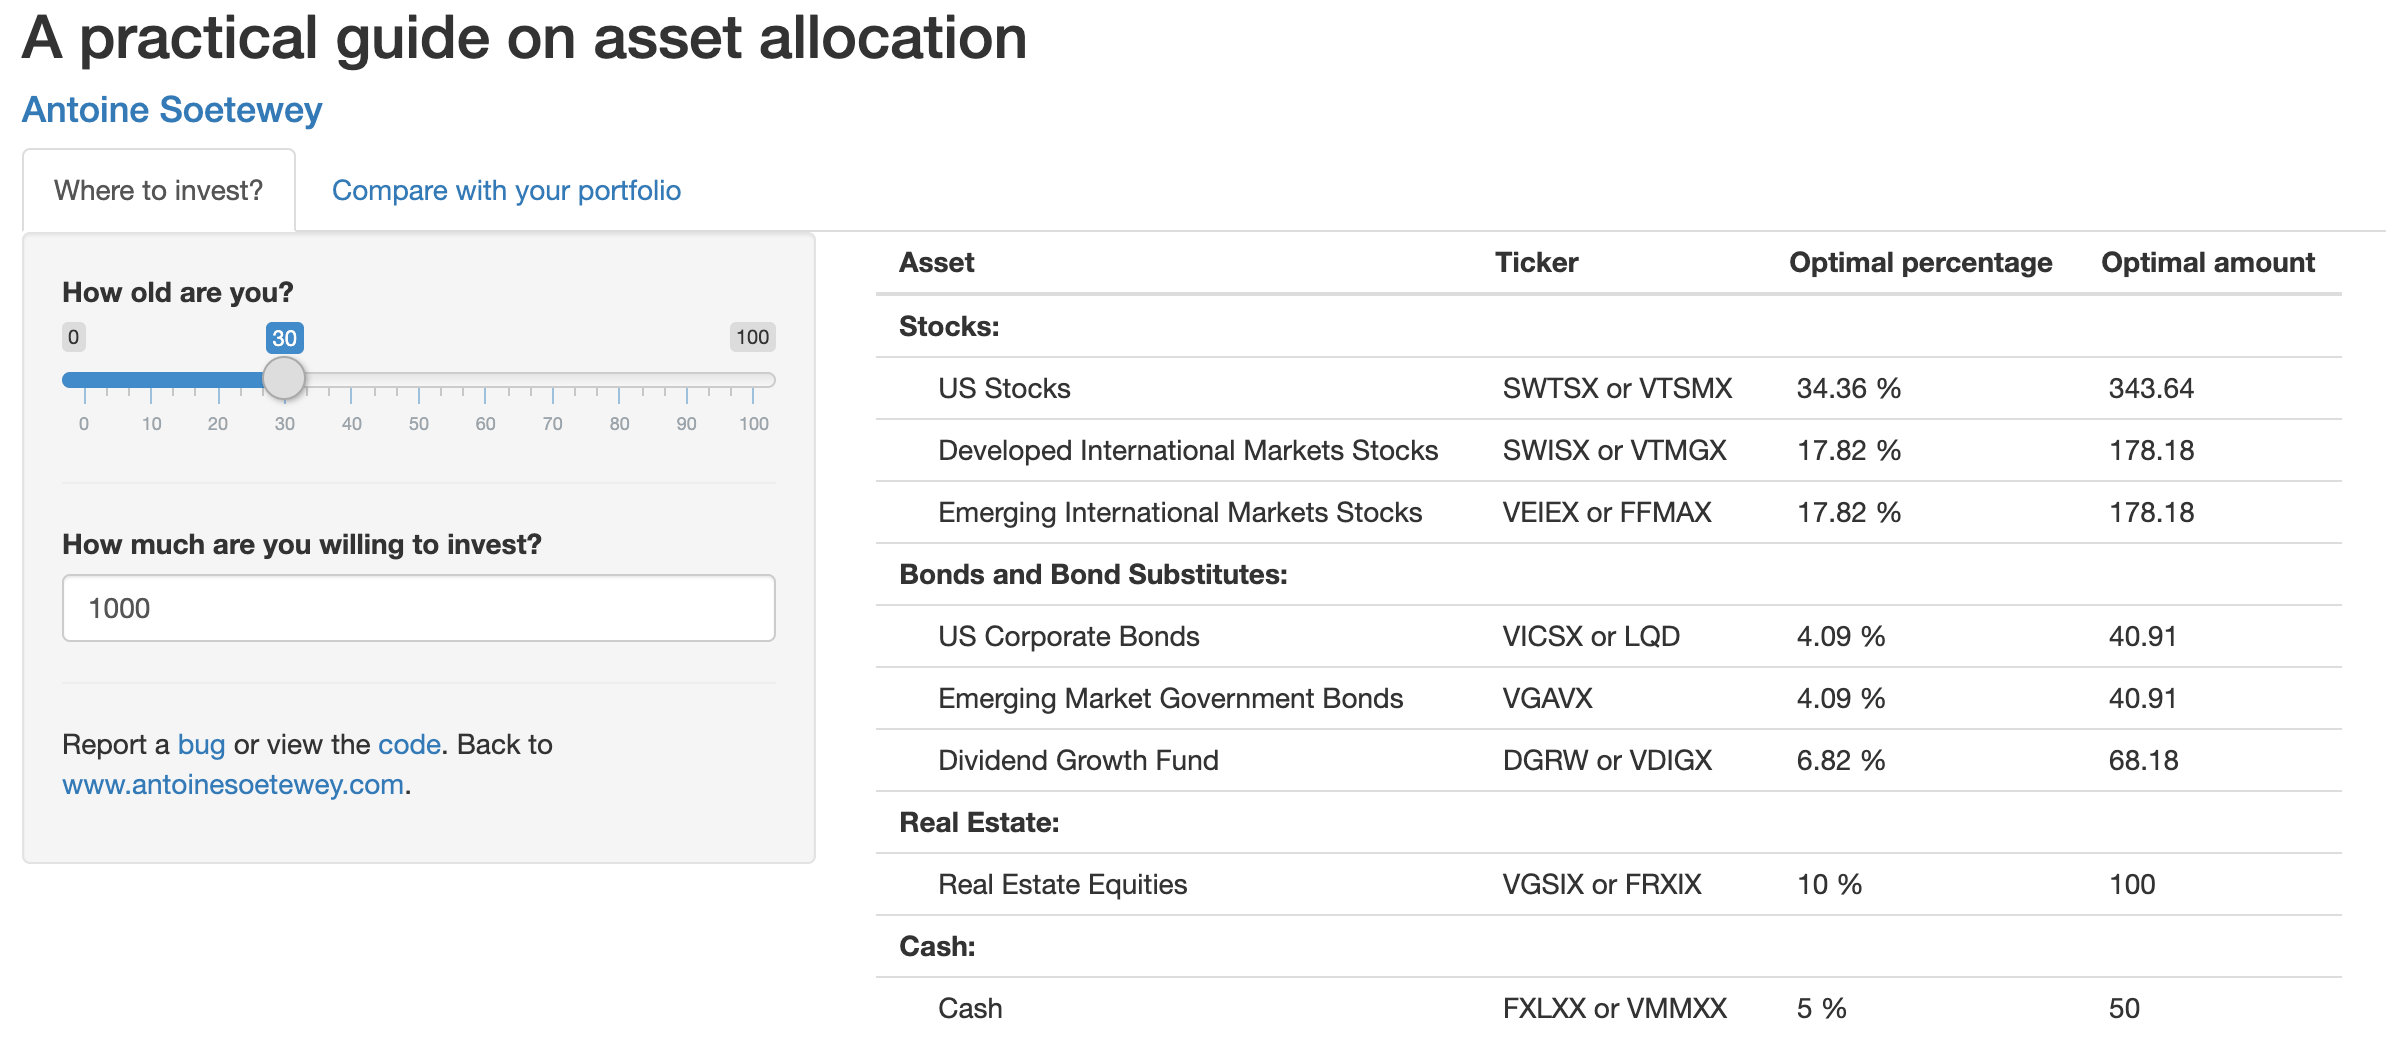 A practical guide on asset allocation
Antoine Soetewey
Where to invest? Compare with your portfolio
How old are you?
0 30 100
0 10 20 30 40 50 60 70 80 90 100
How much are you willing to invest?
1000
Report a bug or view the code. Back to
www.antoinesoetewey.com.
Asset Ticker Optimal percentage Optimal amount
Stocks:
US Stocks SWTSX or VTSMX 34.36 % 343.64
Developed International Markets Stocks SWISX or VTMGX 17.82 % 178.18
Emerging International Markets Stocks VEIEX or FFMAX 17.82 % 178.18
Bonds and Bond Substitutes:
US Corporate Bonds VICSX or LQD 4.09 % 40.91
Emerging Market Government Bonds VGAVX 4.09 % 40.91
Dividend Growth Fund DGRW or VDIGX 6.82 % 68.18
Real Estate:
Real Estate Equities VGSIX or FRXIX 10 % 100
Cash:
Cash FXLXX or VMMXX 5 % 50